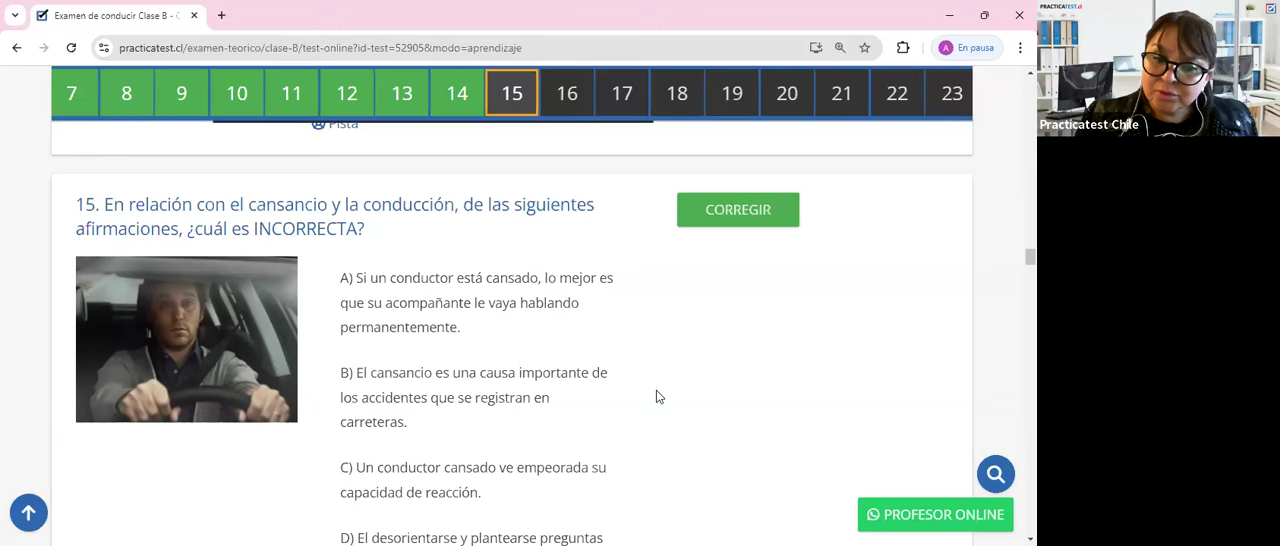 Examen de conducir Clase B - C
practicatest.cl/examen-teorico/clase-B/test-online?id-test=52905&modo=aprendizaje
A
En pausa
7 8 9 10 11 12 13 14 15 16 17 18 19 20 21 22 23
Pista
15. En relación con el cansancio y la conducción, de las siguientes
afirmaciones, ¿cuál es INCORRECTA?
CORREGIR
A) Si un conductor está cansado, lo mejor es
que su acompañante le vaya hablando
permanentemente.
B) El cansancio es una causa importante de
los accidentes que se registran en
carreteras.
C) Un conductor cansado ve empeorada su
capacidad de reacción.
D) El desorientarse y plantearse preguntas
PROFESOR ONLINE
PRACTICATEST.cl
Practicatest Chile